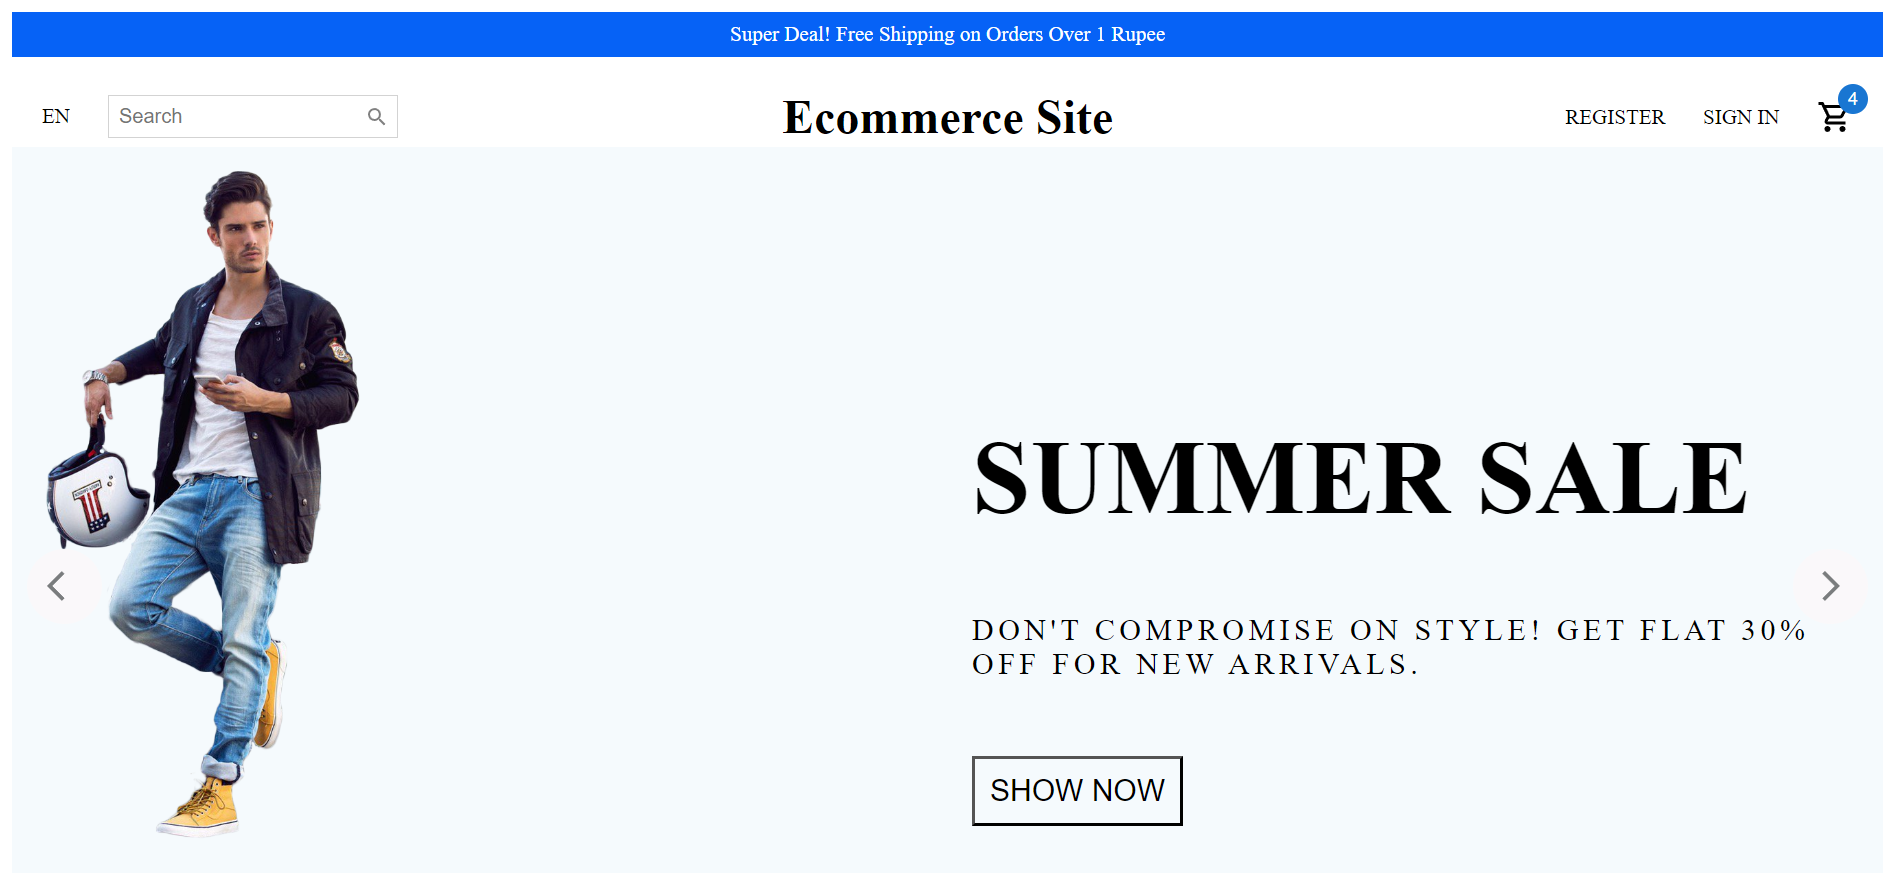 Super Deal! Free Shipping on Orders Over 1 Rupee
EN
Search
Ecommerce Site
REGISTER
SIGN IN
4
SUMMER SALE
DON'T COMPROMISE ON STYLE! GET FLAT 30%
OFF FOR NEW ARRIVALS.
SHOW NOW